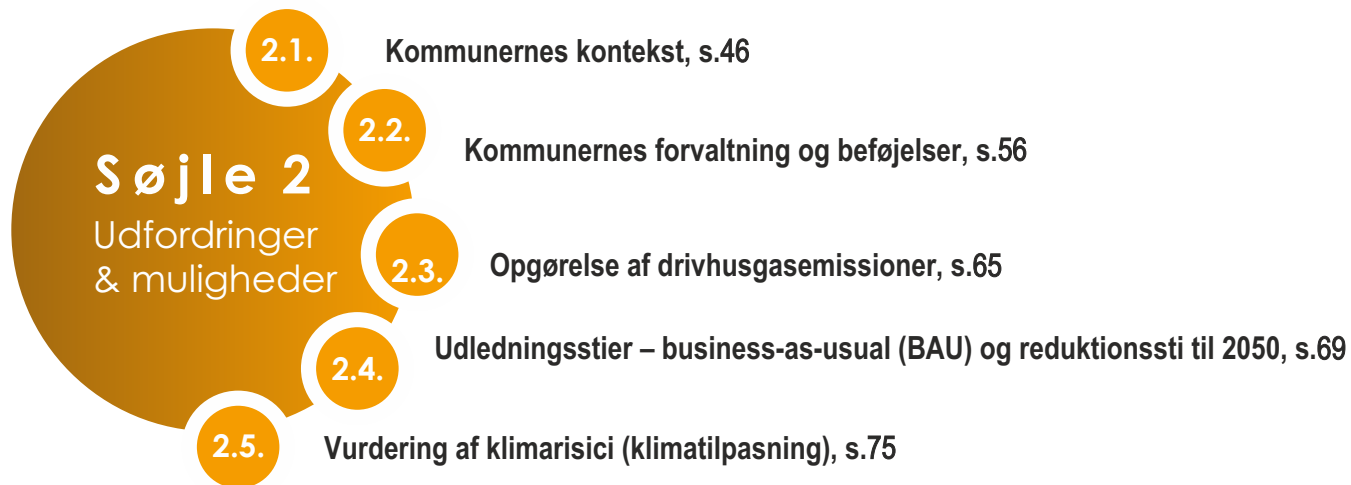 2.1.
Kommunernes kontekst, s.46
2.2.
Kommunernes forvaltning og beføjelser, s.56
Søjle 2
Udfordringer
& muligheder
2.3.
Opgørelse af drivhusgasemissioner, s.65
2.4.
Udledningsstier – business-as-usual (BAU) og reduktionssti til 2050, s.69
2.5.
Vurdering af klimarisici (klimatilpasning), s.75